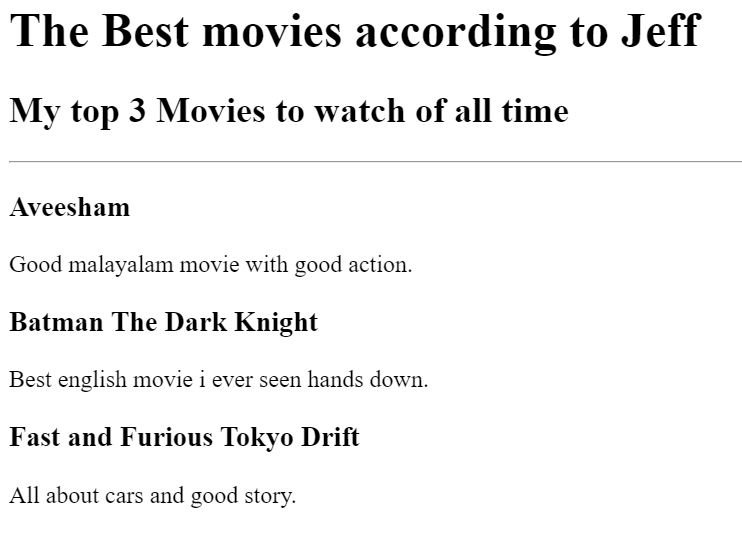 The Best movies according to Jeff
My top 3 Movies to watch of all time
Aveesham
Good malayalam movie with good action.
Batman The Dark Knight
Best english movie i ever seen hands down.
Fast and Furious Tokyo Drift
All about cars and good story.